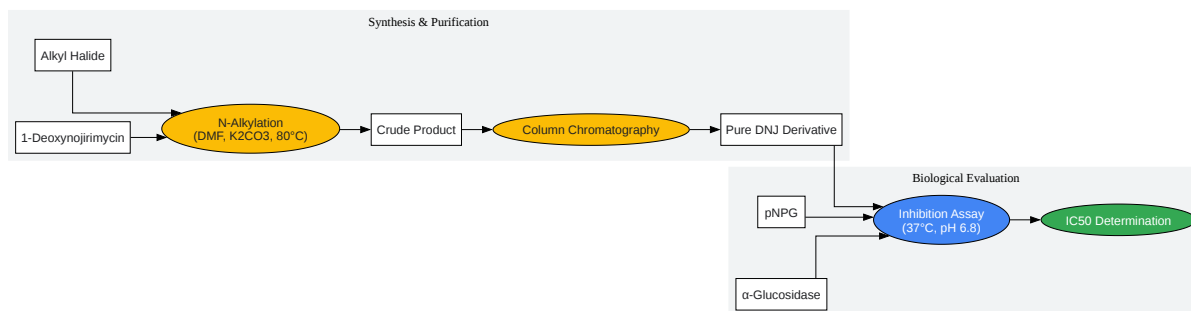 Synthesis & Purification
Alkyl Halide
1-Deoxynojirimycin
N-Alkylation
(DMF, K2CO3, 80°C)
Crude Product
Column Chromatography
Pure DNJ Derivative
Biological Evaluation
pNPG
α-Glucosidase
Inhibition Assay
(37°C, pH 6.8)
IC50 Determination